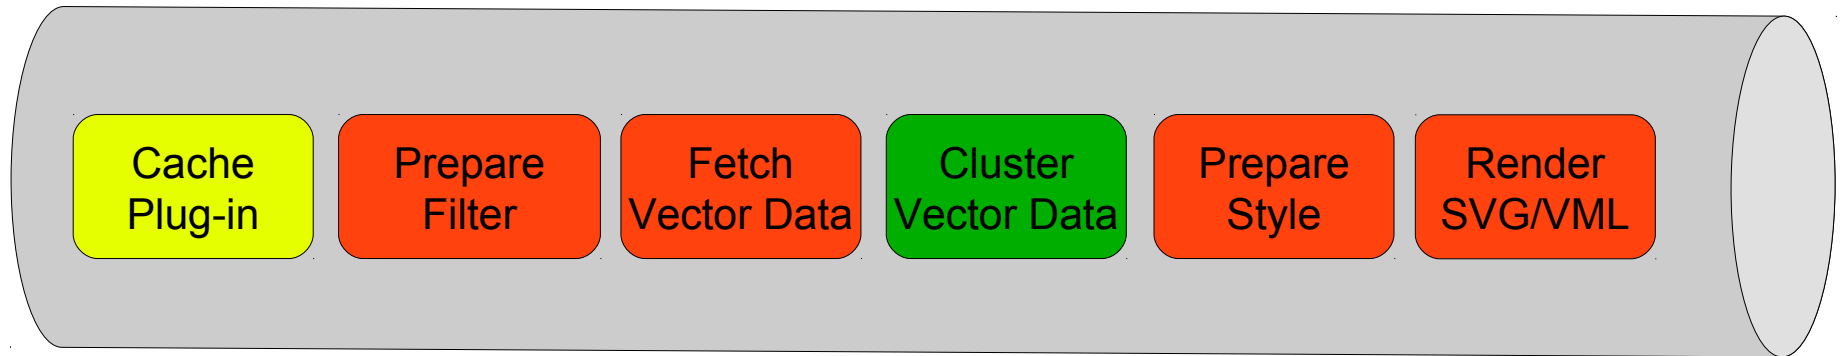 Cache
Plug-in
Prepare
Filter
Fetch
Vector Data
Cluster
Vector Data
Prepare
Style
Render
SVG/VML